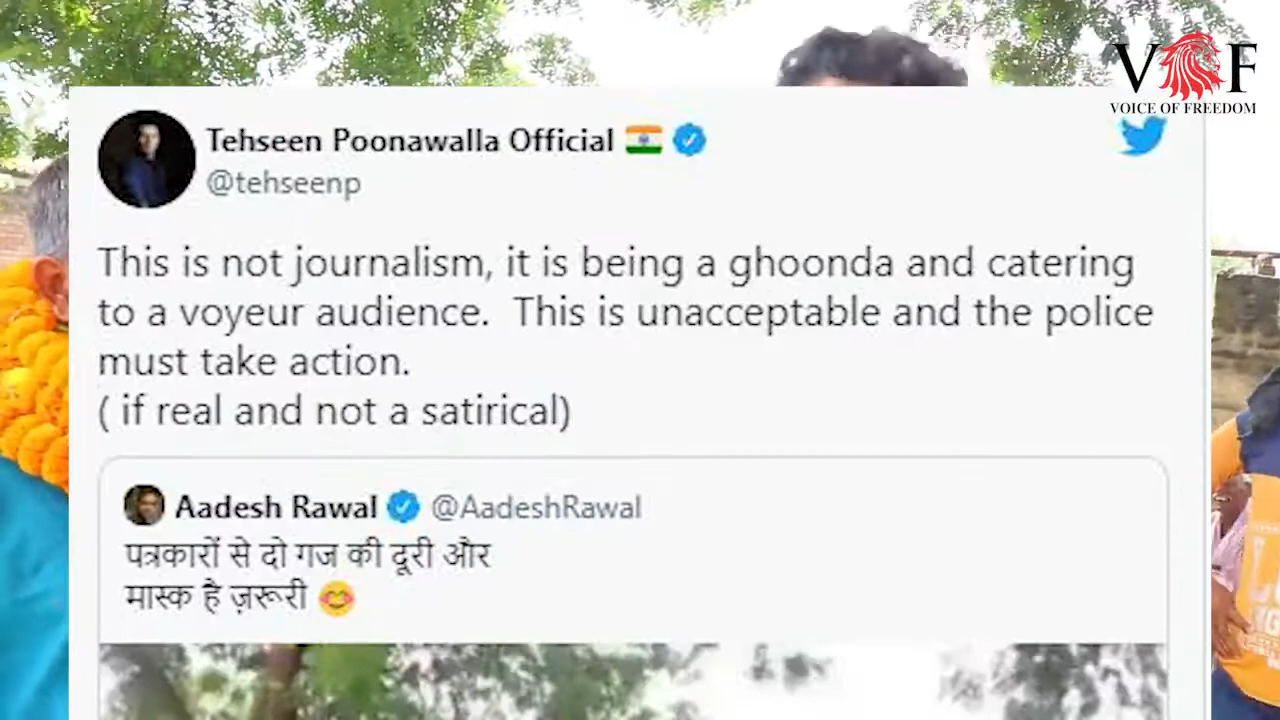 VOF
VOICE OF FREEDOM
Tehseen Poonawalla Official
@tehseenp
This is not journalism, it is being a ghoonda and catering
to a voyeur audience. This is unacceptable and the police
must take action.
( if real and not a satirical)
Aadesh Rawal @AadeshRawal
पत्रकारों से दो गज की दूरी और
मास्क है ज़रूरी